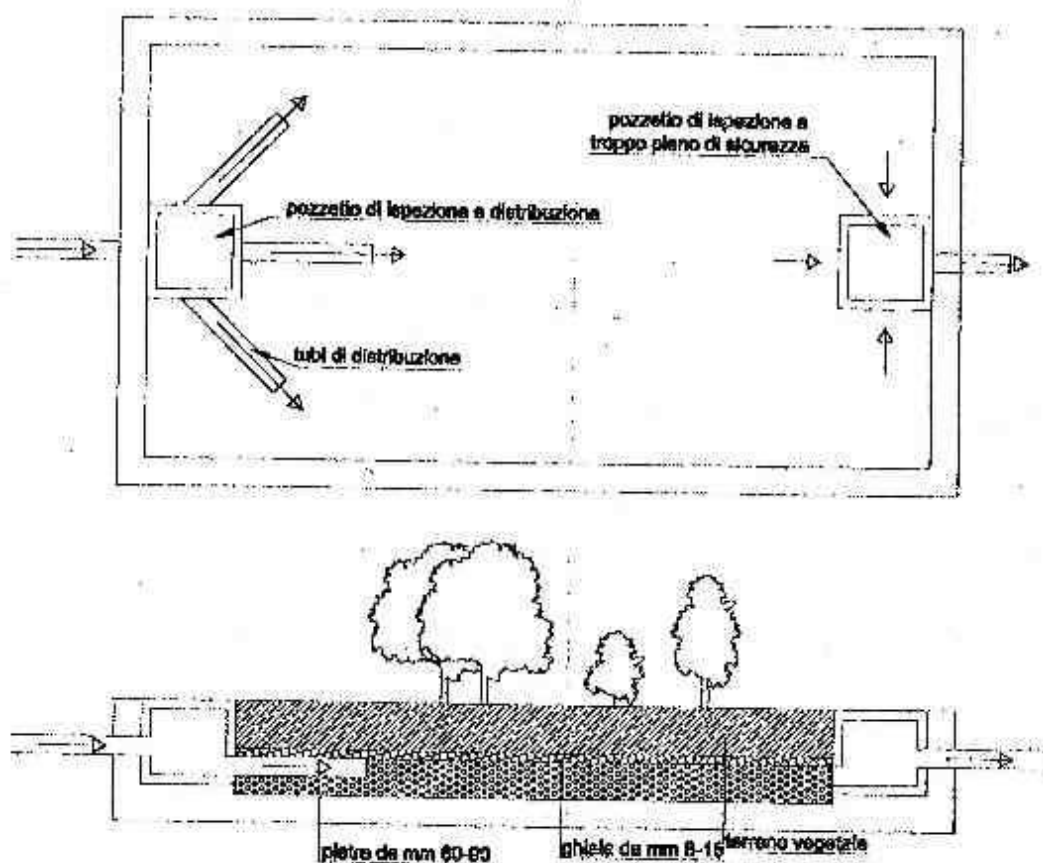 pozzetto di ispezione e
troppo pieno di sicurezza
pozzetto di ispezione e distribuzione
tubi di distribuzione
pietre da mm 60-90
ghiaia da mm 8-15
terreno vegetale